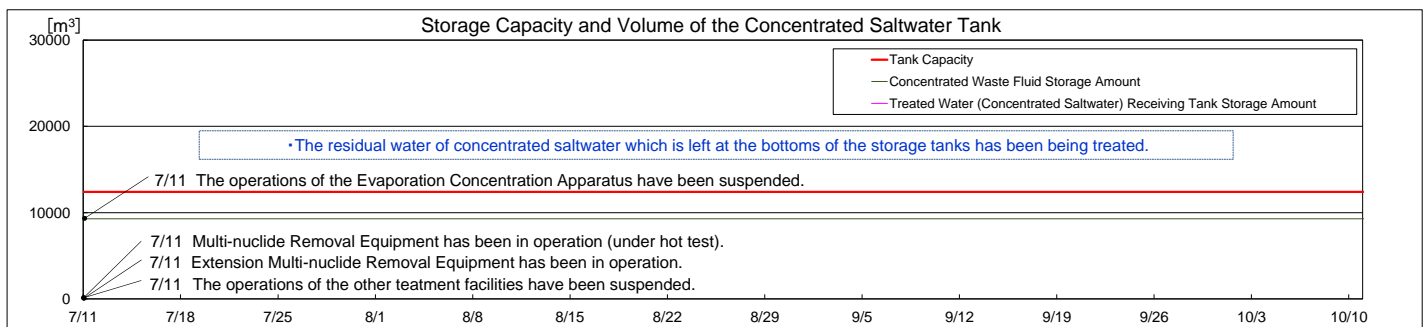 Storage Capacity and Volume of the Concentrated Saltwater Tank
[m³]
30000
20000
10000
0
Tank Capacity
Concentrated Waste Fluid Storage Amount
Treated Water (Concentrated Saltwater) Receiving Tank Storage Amount
・The residual water of concentrated saltwater which is left at the bottoms of the storage tanks has been being treated.
7/11 The operations of the Evaporation Concentration Apparatus have been suspended.
7/11 Multi-nuclide Removal Equipment has been in operation (under hot test).
7/11 Extension Multi-nuclide Removal Equipment has been in operation.
7/11 The operations of the other teatment facilities have been suspended.
7/11 7/18 7/25 8/1 8/8 8/15 8/22 8/29 9/5 9/12 9/19 9/26 10/3 10/10